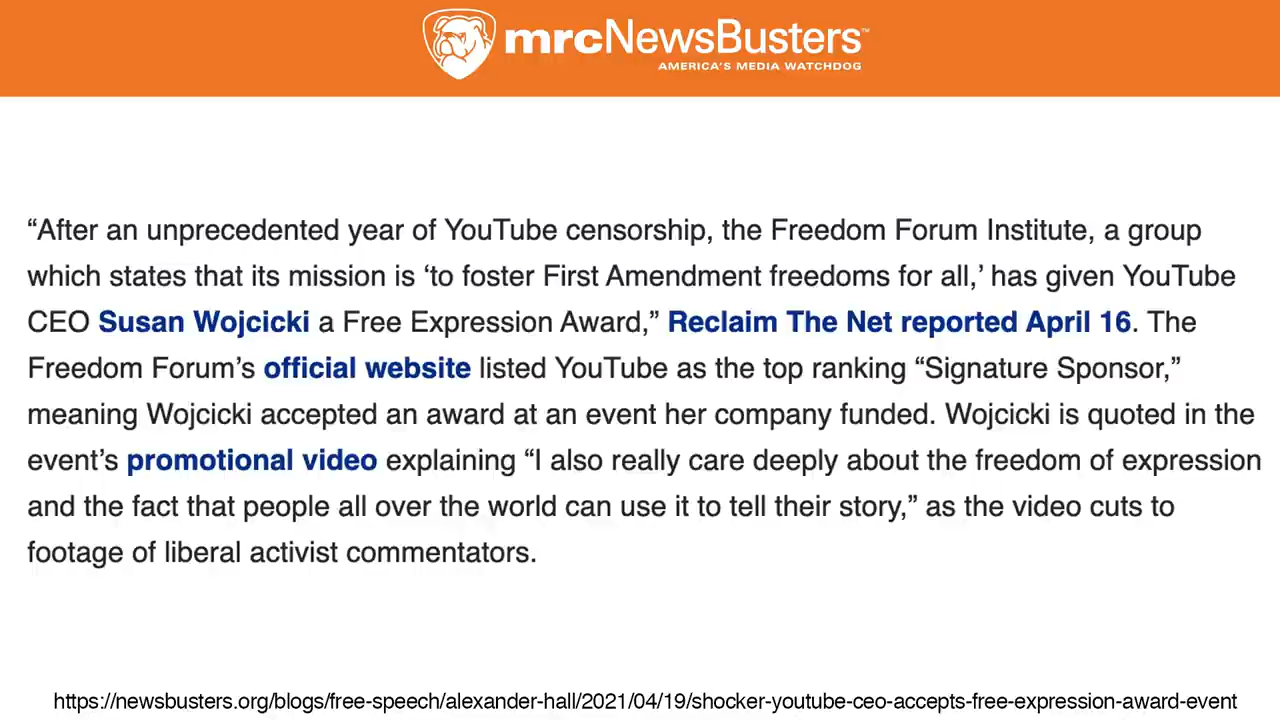 mrcNewsBusters™
AMERICA'S MEDIA WATCHDOG
“After an unprecedented year of YouTube censorship, the Freedom Forum Institute, a group
which states that its mission is ‘to foster First Amendment freedoms for all,’ has given YouTube
CEO Susan Wojcicki a Free Expression Award,” Reclaim The Net reported April 16. The
Freedom Forum’s official website listed YouTube as the top ranking “Signature Sponsor,”
meaning Wojcicki accepted an award at an event her company funded. Wojcicki is quoted in the
event’s promotional video explaining “I also really care deeply about the freedom of expression
and the fact that people all over the world can use it to tell their story,” as the video cuts to
footage of liberal activist commentators.
https://newsbusters.org/blogs/free-speech/alexander-hall/2021/04/19/shocker-youtube-ceo-accepts-free-expression-award-event